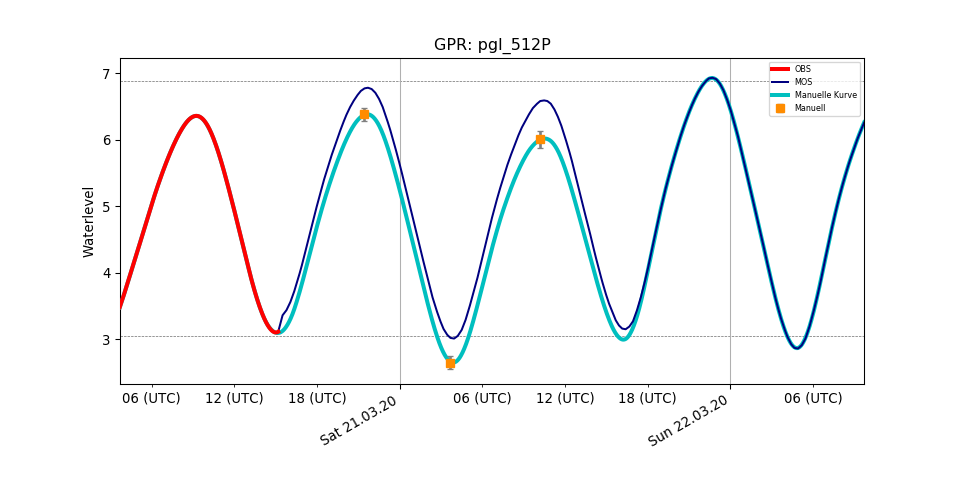 GPR: pgl_512P
7
6
5
4
3
Waterlevel
OBS
MOS
Manuelle Kurve
Manuell
06 (UTC) 12 (UTC) 18 (UTC) 06 (UTC) 12 (UTC) 18 (UTC) 06 (UTC)
Sat 21.03.20
Sun 22.03.20